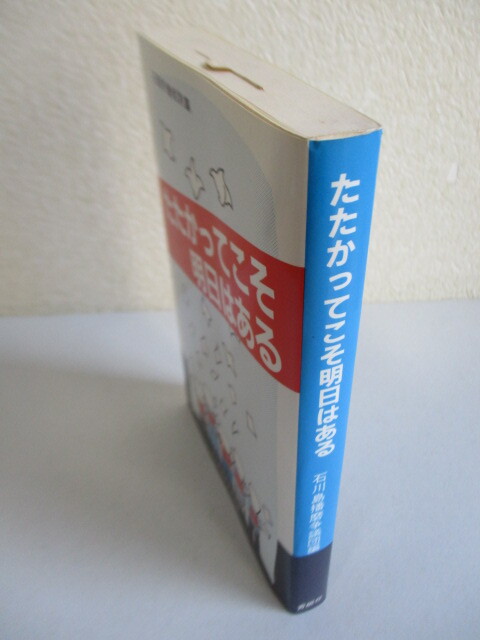 たたかってこそ
明日はある
たたかってこそ明日はある
石川島播磨争議団編